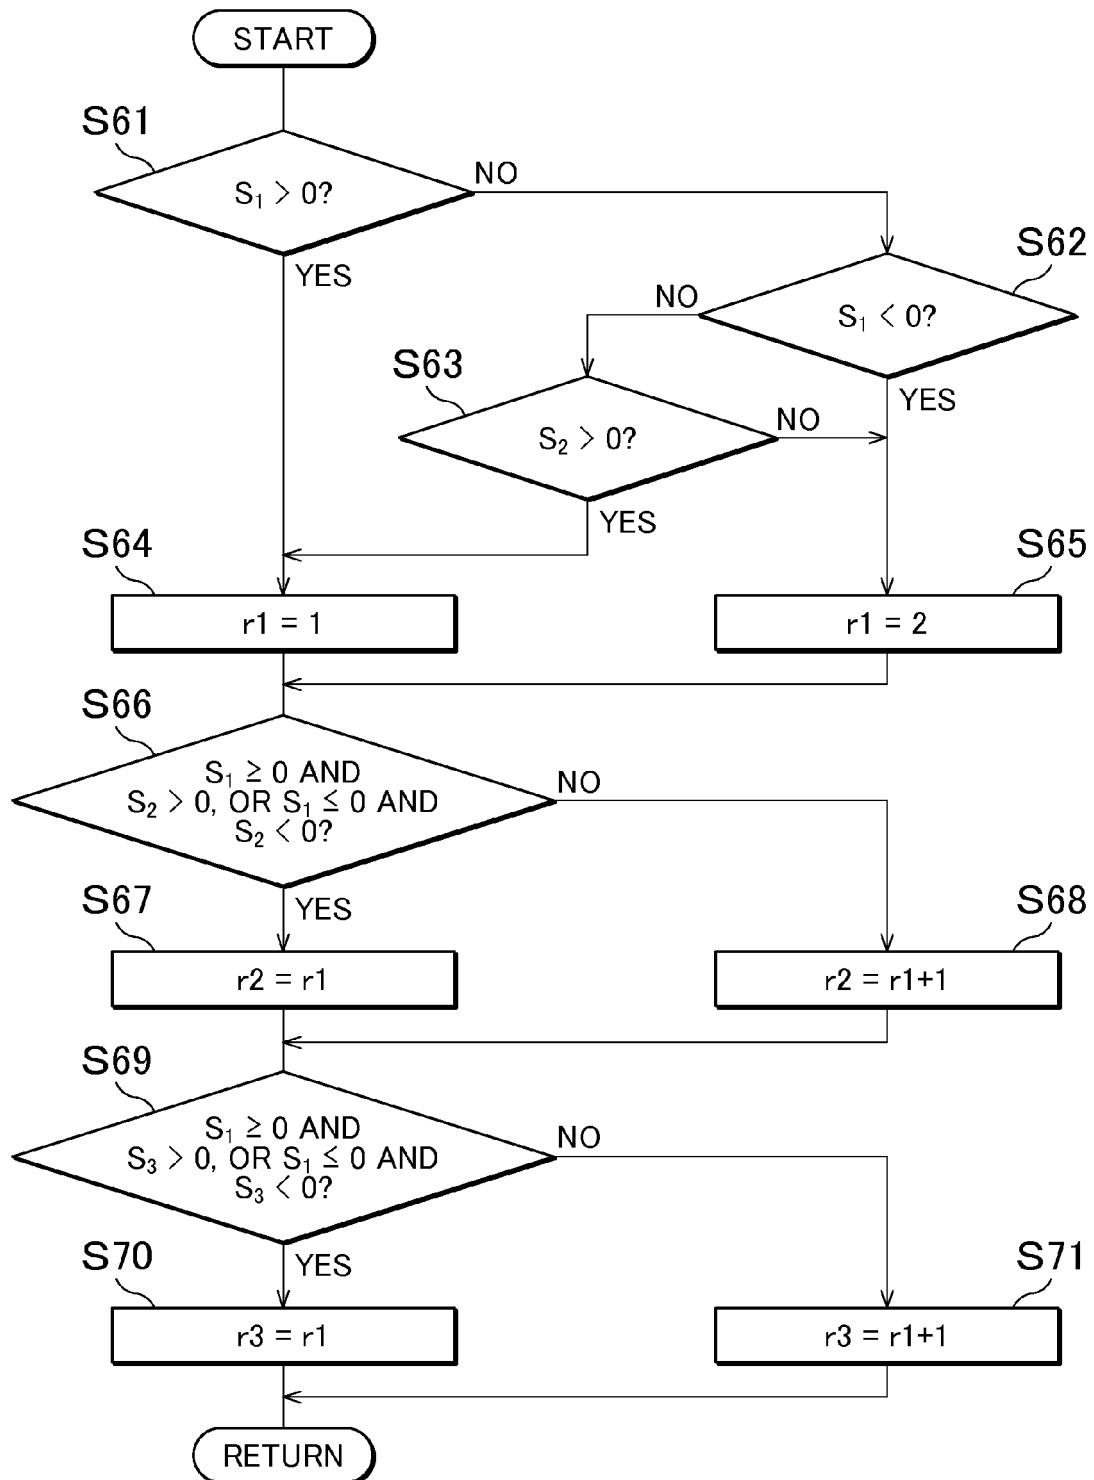 START
S61
S₁ > 0?
NO
YES
S62
S₁ < 0?
NO
YES
S63
S₂ > 0?
NO
YES
S64
r1 = 1
S65
r1 = 2
S66
S₁ ≥ 0 AND
S₂ > 0, OR S₁ ≤ 0 AND
S₂ < 0?
NO
YES
S67
r2 = r1
S68
r2 = r1+1
S69
S₁ ≥ 0 AND
S₃ > 0, OR S₁ ≤ 0 AND
S₃ < 0?
NO
YES
S70
r3 = r1
S71
r3 = r1+1
RETURN